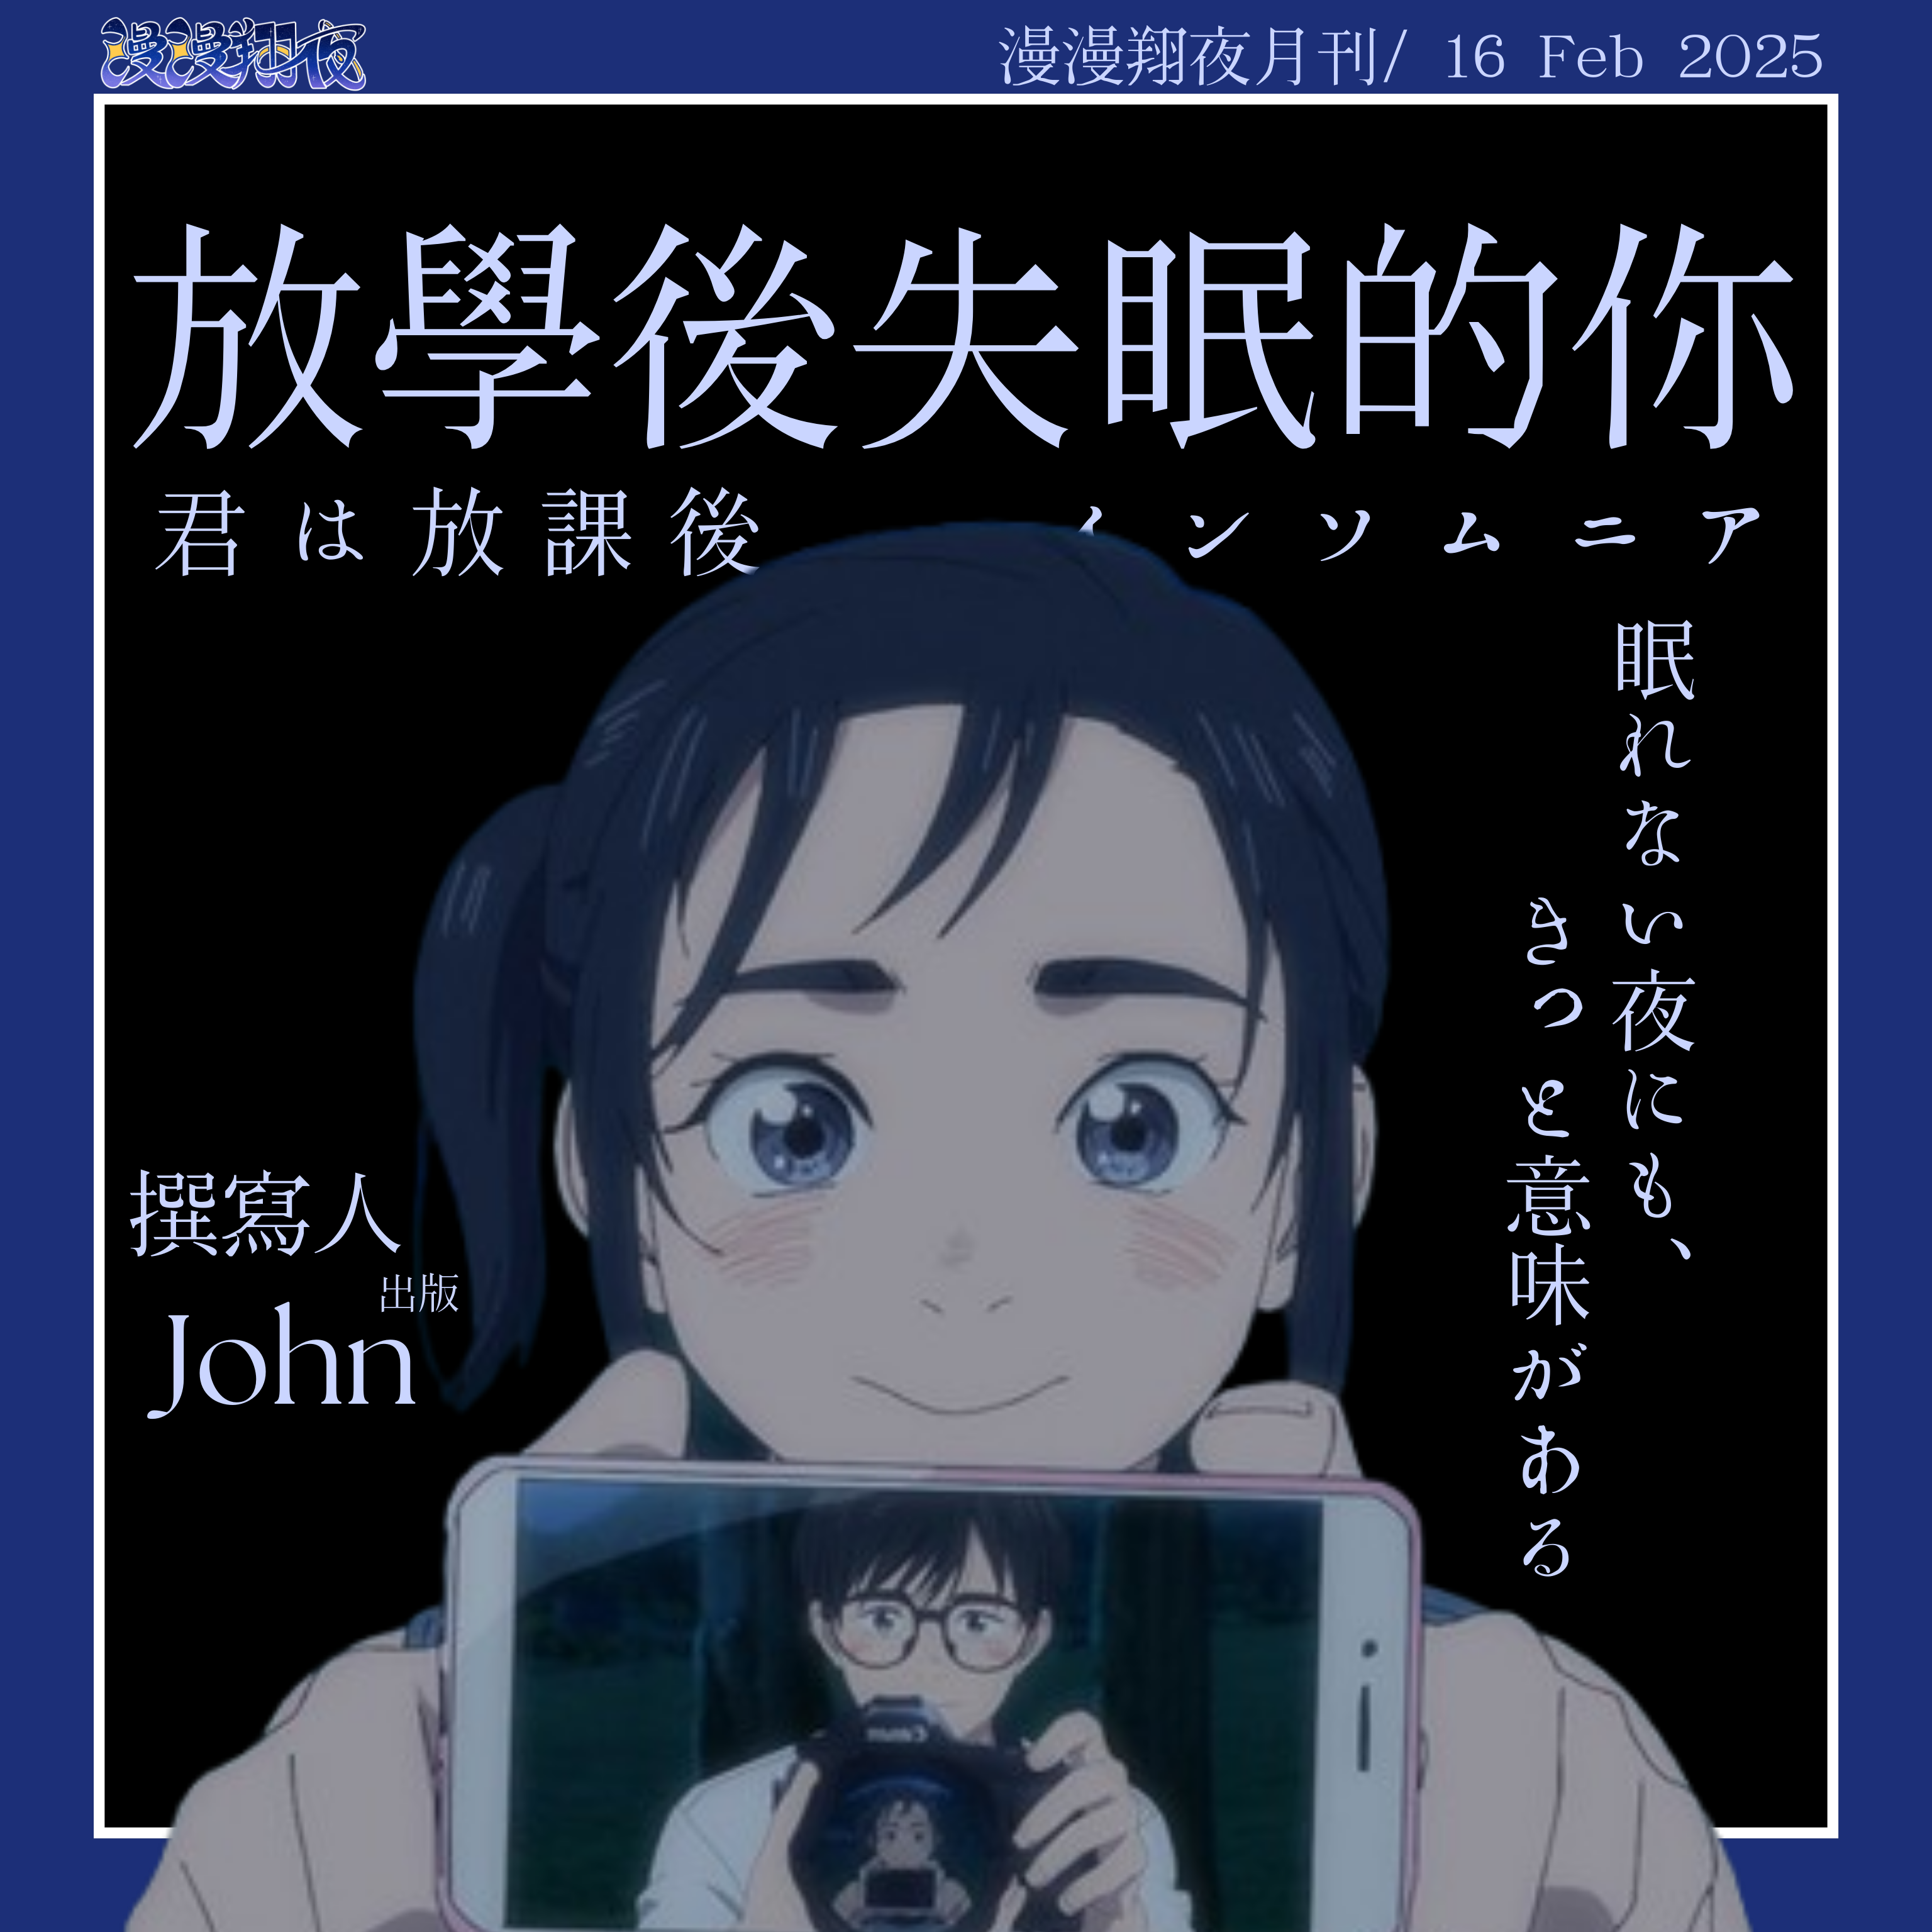 漫漫翔夜
漫漫翔夜月刊/ 16 Feb 2025
放學後失眠的你
君は放課後インソムニア
眠れない夜にも、
きっと意味がある
撰寫人
出版
John
Canon